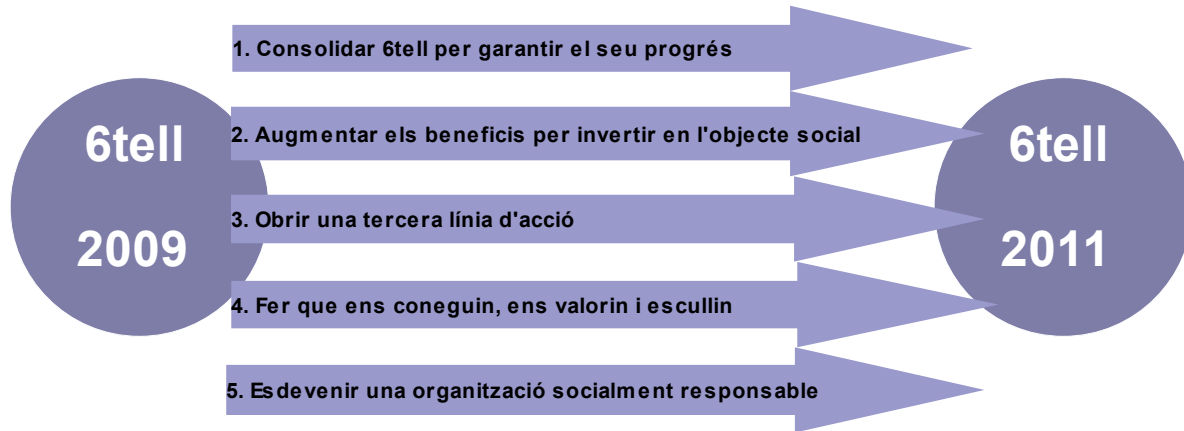 6tell
2009
1. Consolidar 6tell per garantir el seu progrés
2. Augmentar els beneficis per invertir en l'objecte social
3. Obrir una tercera línia d'acció
4. Fer que ens coneguin, ens valorin i escullin
5. Esdevenir una organització socialment responsable
6tell
2011